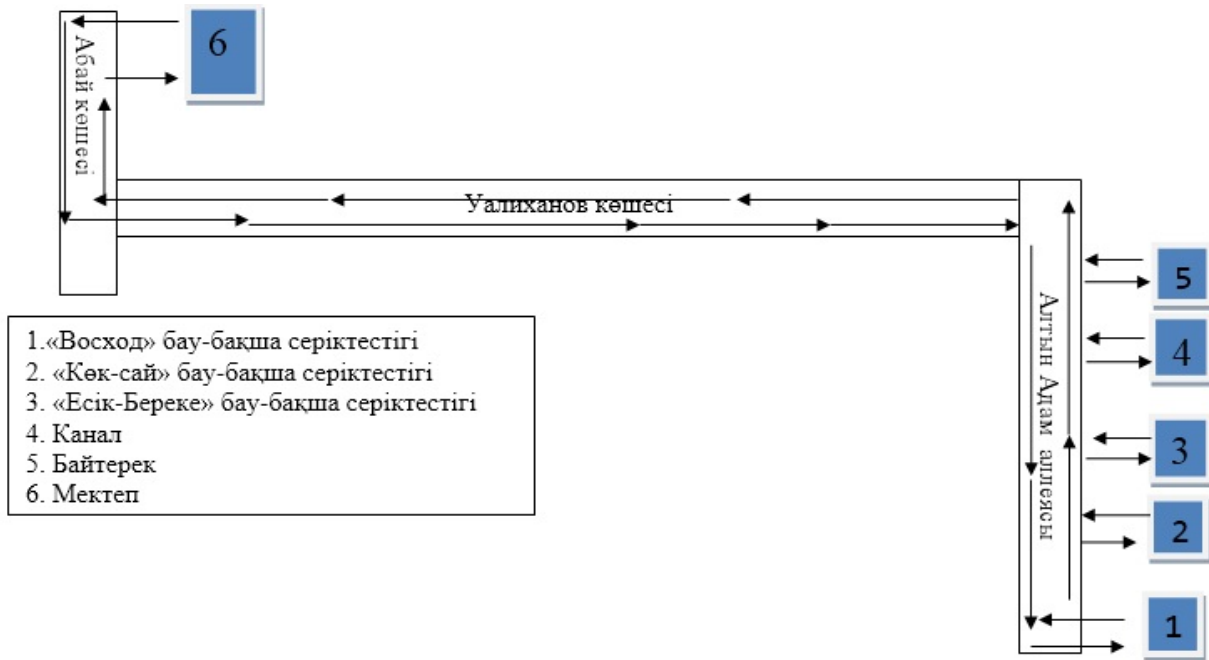 6
Абай көшесі
Уалиханов көшесі
Алтын Адам аллеясы
5
4
3
2
1
1.«Восход» бау-бақша серіктестігі
2. «Көк-сай» бау-бақша серіктестігі
3. «Есік-Береке» бау-бақша серіктестігі
4. Канал
5. Байтерек
6. Мектеп